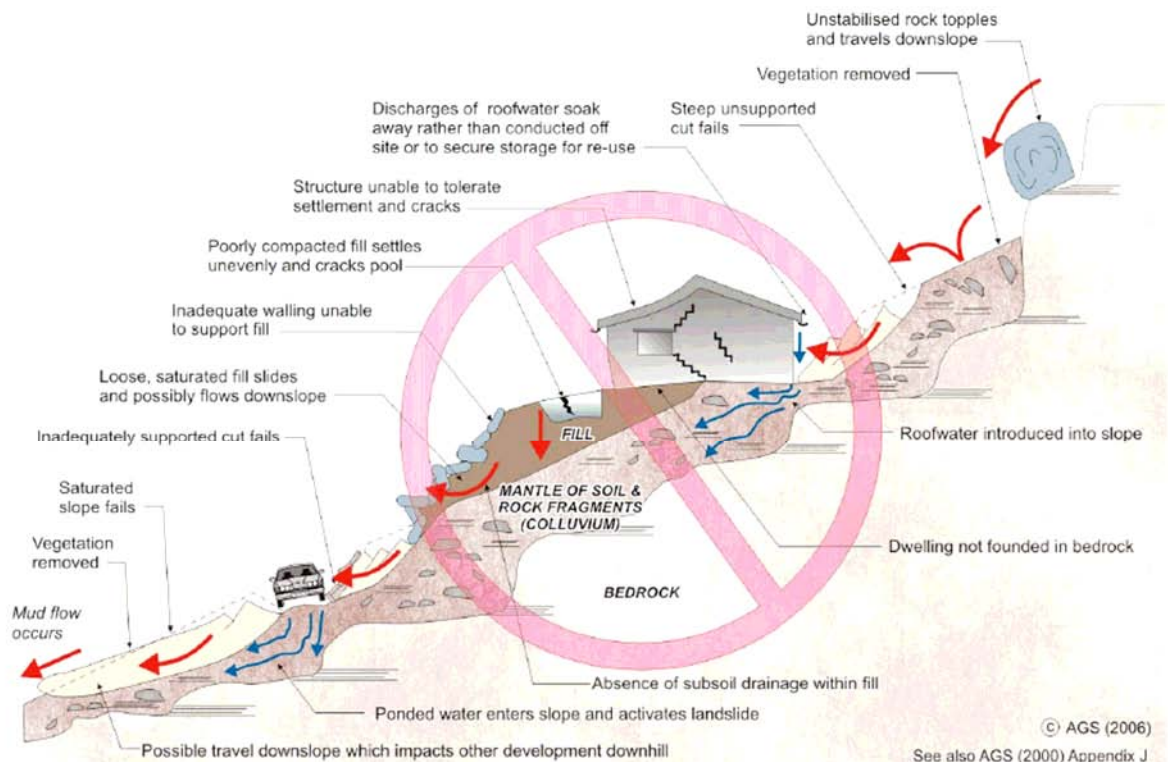 Unstabilised rock topples
and travels downslope
Vegetation removed
Discharges of roofwater soak
away rather than conducted off
site or to secure storage for re-use
Steep unsupported
cut fails
Structure unable to tolerate
settlement and cracks
Poorly compacted fill settles
unevenly and cracks pool
Inadequate walling unable
to support fill
Loose, saturated fill slides
and possibly flows downslope
Inadequately supported cut fails
Saturated
slope fails
Vegetation
removed
Mud flow
occurs
FILL
MANTLE OF SOIL &
ROCK FRAGMENTS
(COLLUVIUM)
BEDROCK
Roofwater introduced into slope
Dwelling not founded in bedrock
Absence of subsoil drainage within fill
Ponded water enters slope and activates landslide
Possible travel downslope which impacts other development downhill
© AGS (2006)
See also AGS (2000) Appendix J